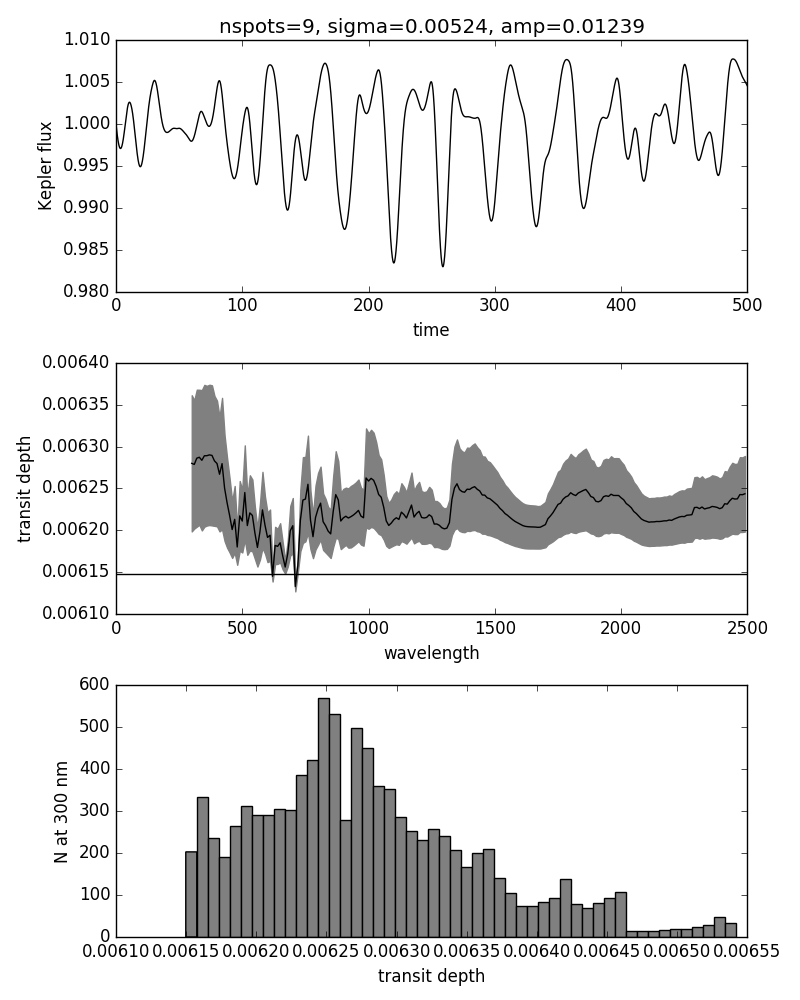 nspots=9, sigma=0.00524, amp=0.01239
1.010
1.005
1.000
0.995
0.990
0.985
0.980
Kepler flux
0 100 200 300 400 500
time
0.00640
0.00635
0.00630
0.00625
0.00620
0.00615
0.00610
transit depth
0 500 1000 1500 2000 2500
wavelength
600
500
400
300
200
100
0
N at 300 nm
0.00610 0.00615 0.00620 0.00625 0.00630 0.00635 0.00640 0.00645 0.00650 0.00655
transit depth